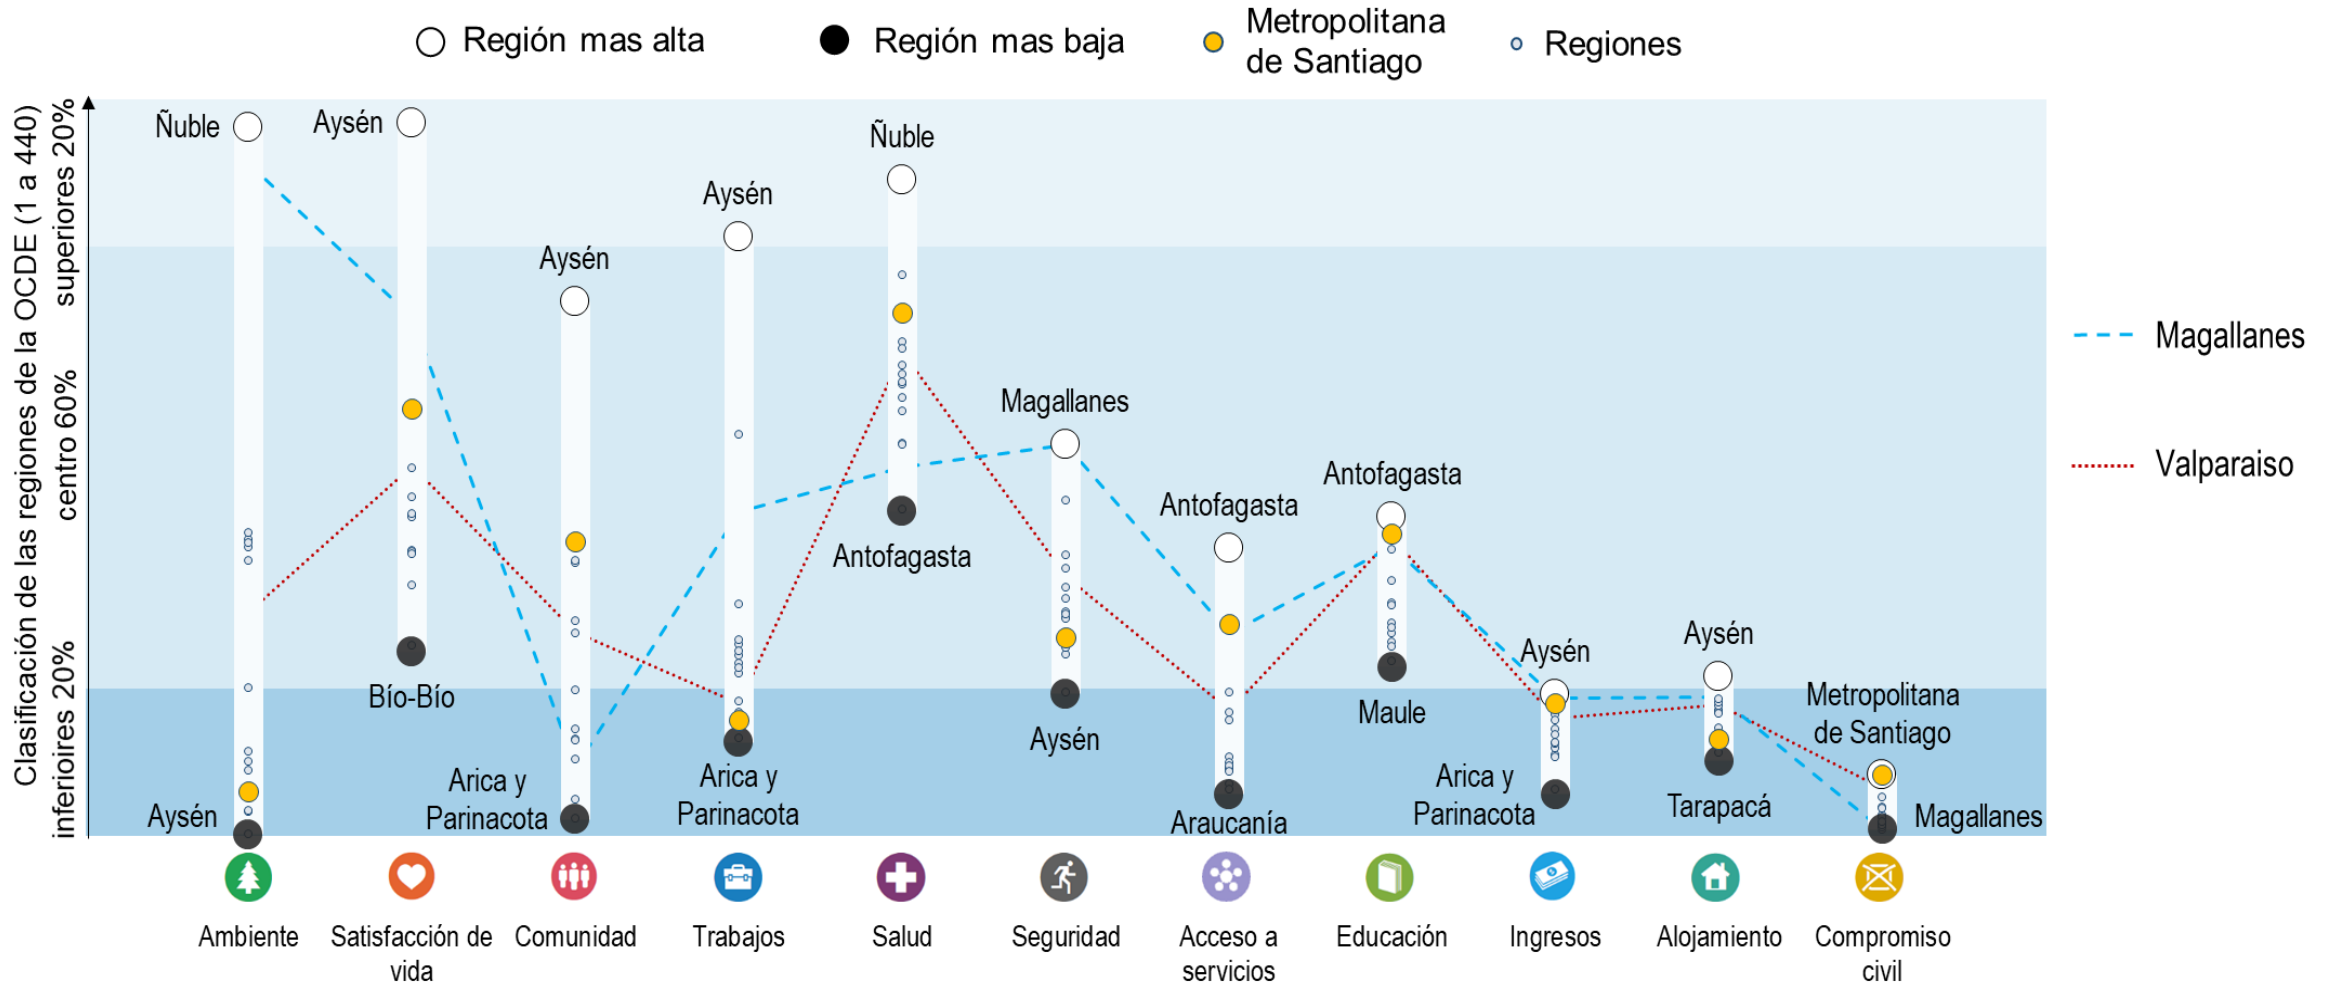 Región mas alta
Región mas baja
Metropolitana
de Santiago
Regiones
Clasificación de las regiones de la OCDE (1 a 440)
superiores 20%
centro 60%
inferioires 20%
Ñuble
Aysén
Aysén
Bío-Bío
Aysén
Arica y
Parinacota
Aysén
Arica y
Parinacota
Ñuble
Antofagasta
Magallanes
Aysén
Antofagasta
Araucanía
Antofagasta
Maule
Aysén
Arica y
Parinacota
Aysén
Tarapacá
Metropolitana
de Santiago
Magallanes
Magallanes
Valparaiso
Ambiente
Satisfacción de
vida
Comunidad
Trabajos
Salud
Seguridad
Acceso a
servicios
Educación
Ingresos
Alojamiento
Compromiso
civil